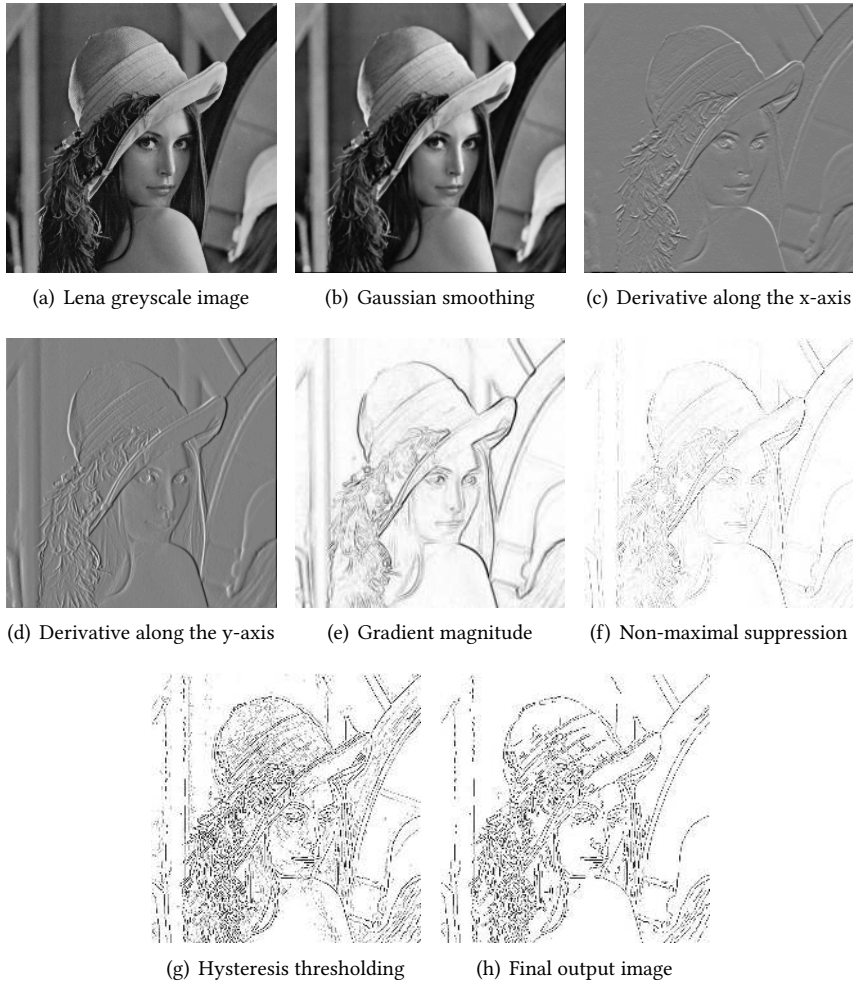 (a) Lena greyscale image
(b) Gaussian smoothing
(c) Derivative along the x-axis
(d) Derivative along the y-axis
(e) Gradient magnitude
(f) Non-maximal suppression
(g) Hysteresis thresholding
(h) Final output image